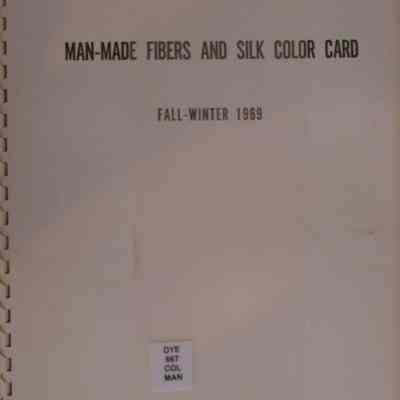 MAN-MADE FIBERS AND SILK COLOR CARD
FALL-WINTER 1969
DYE
667
COL
MAN